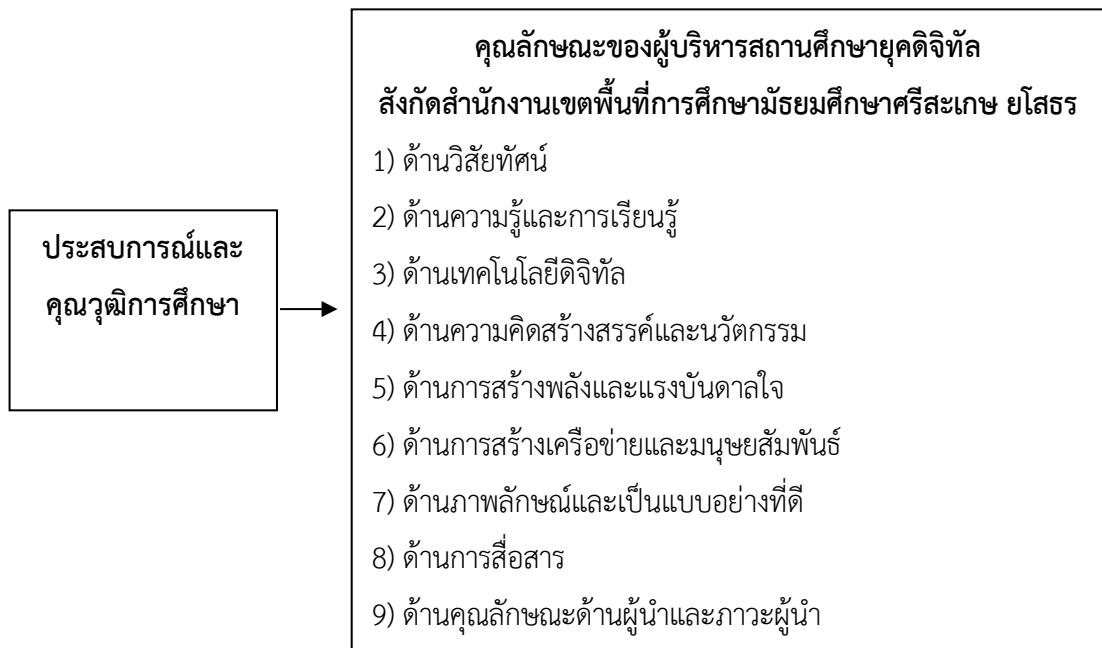 ประสบการณ์และ
คุณวุฒิการศึกษา
คุณลักษณะของผู้บริหารสถานศึกษายุคดิจิทัล
สังกัดสำนักงานเขตพื้นที่การศึกษามัธยมศึกษาศรีสะเกษ ยโสธร
1) ด้านวิสัยทัศน์
2) ด้านความรู้และการเรียนรู้
3) ด้านเทคโนโลยีดิจิทัล
4) ด้านความคิดสร้างสรรค์และนวัตกรรม
5) ด้านการสร้างพลังและแรงบันดาลใจ
6) ด้านการสร้างเครือข่ายและมนุษยสัมพันธ์
7) ด้านภาพลักษณ์และเป็นแบบอย่างที่ดี
8) ด้านการสื่อสาร
9) ด้านคุณลักษณะด้านผู้นำและภาวะผู้นำ